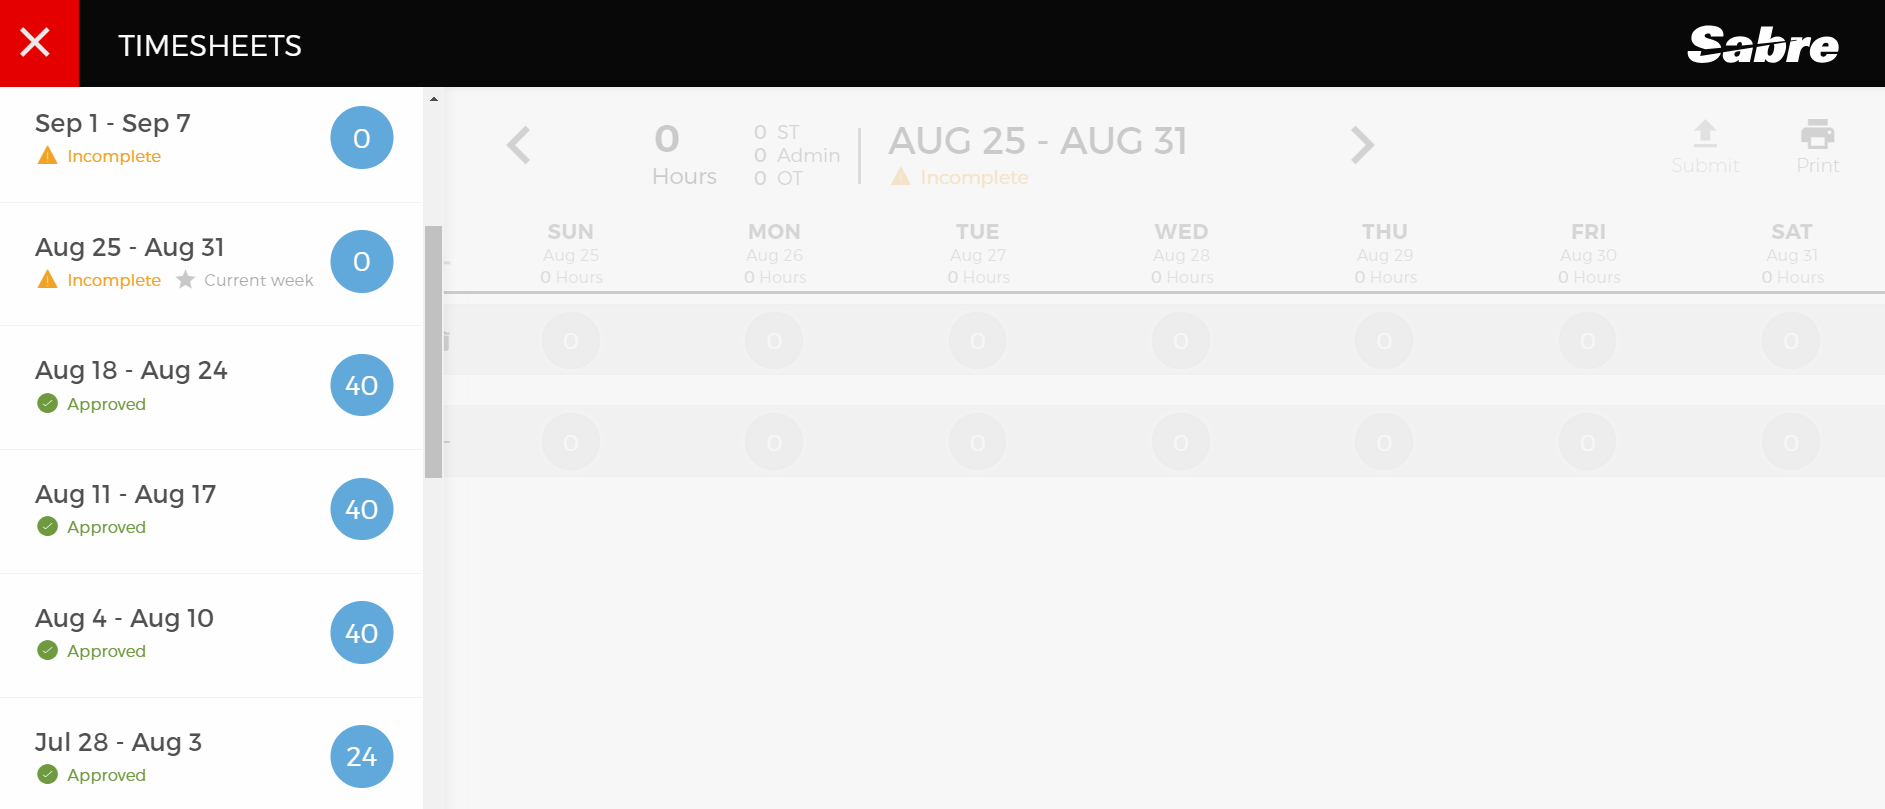 TIMESHEETS
Sabre
Sep 1 - Sep 7
Incomplete
0
Aug 25 - Aug 31
Incomplete Current week
0
Aug 18 - Aug 24
Approved
40
Aug 11 - Aug 17
Approved
40
Aug 4 - Aug 10
Approved
40
Jul 28 - Aug 3
Approved
24
0
Hours
0 ST
0 Admin
0 OT
AUG 25 - AUG 31
Incomplete
Submit
Print
SUN MON TUE WED THU FRI SAT
Aug 25 Aug 26 Aug 27 Aug 28 Aug 29 Aug 30 Aug 31
0 Hours 0 Hours 0 Hours 0 Hours 0 Hours 0 Hours 0 Hours
0 0 0 0 0 0 0
0 0 0 0 0 0 0